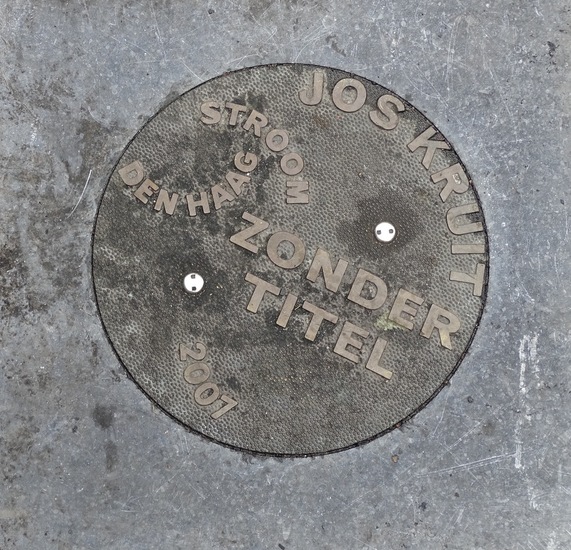 JOS KRUIT
STROOM
DEN HAAG
ZONDER
TITEL
2007